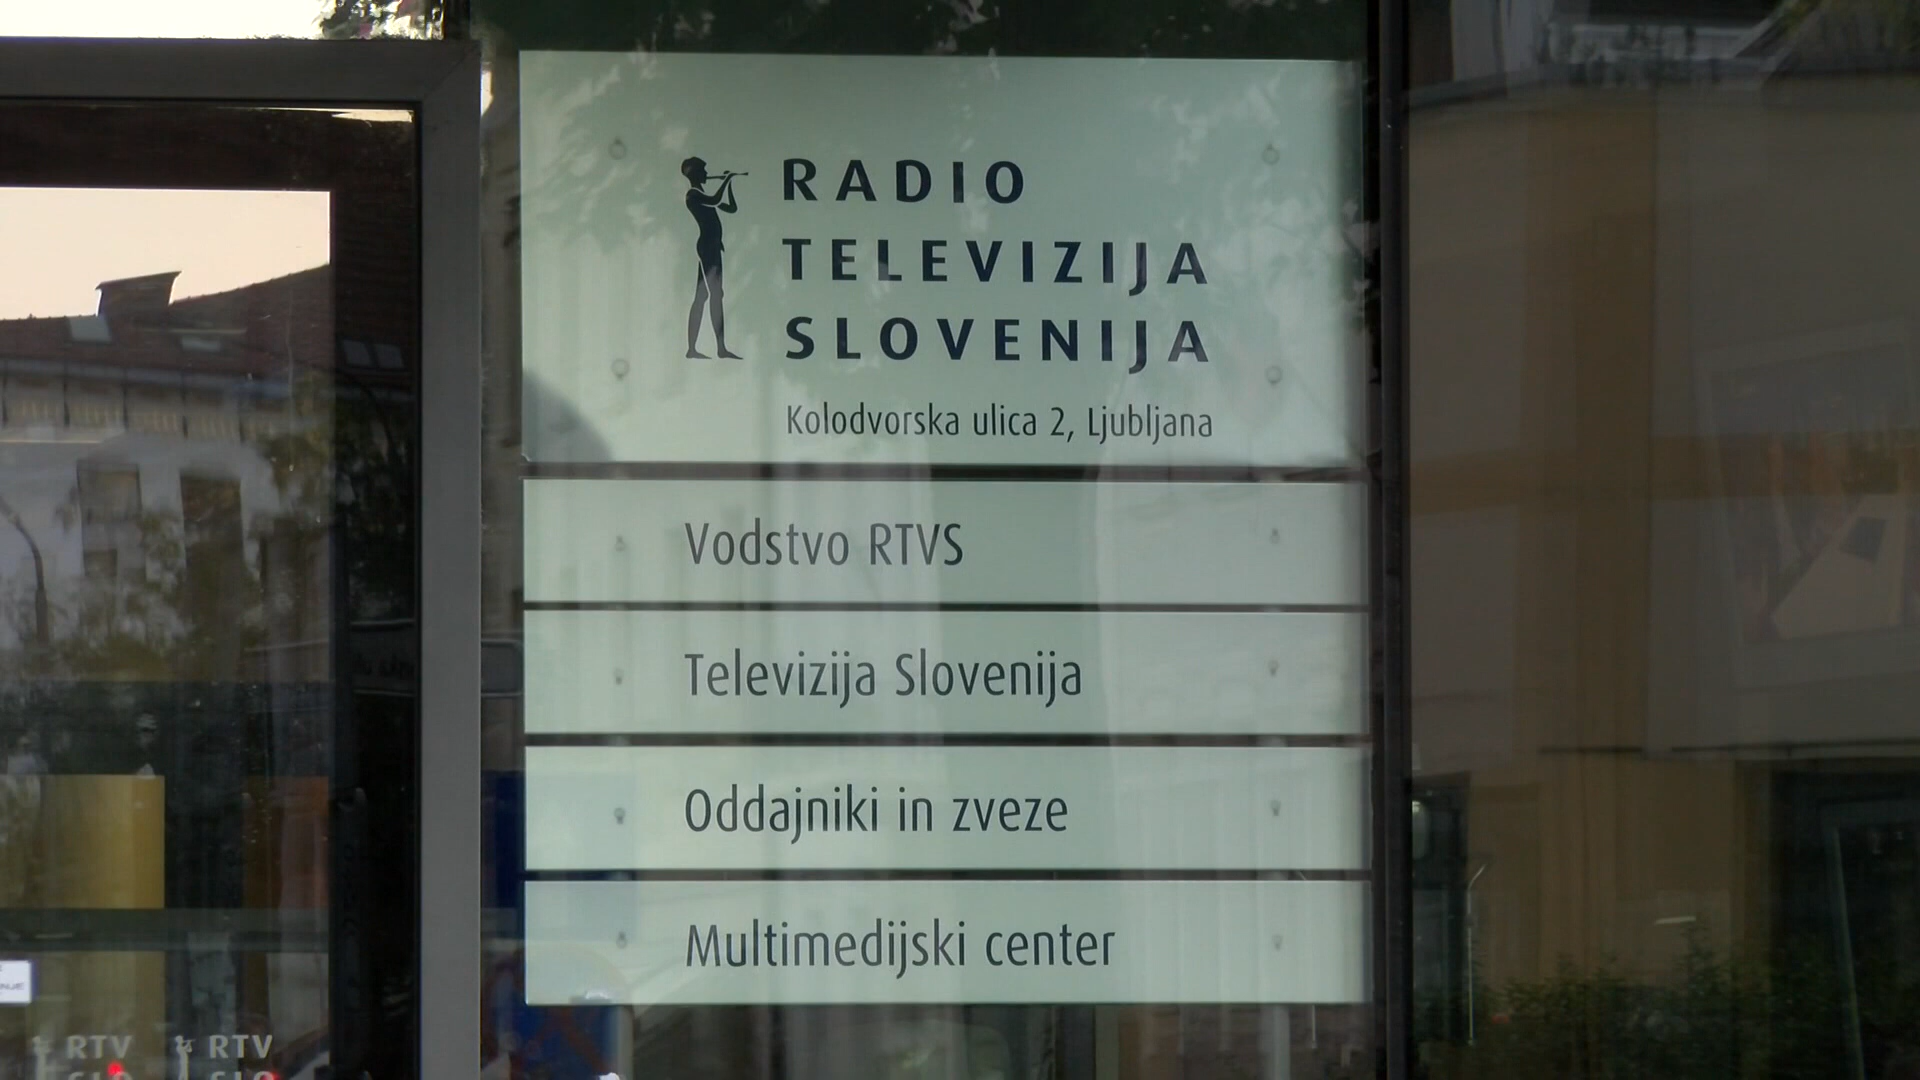 RADIO
TELEVIZIJA
SLOVENIJA
Kolodvorska ulica 2, Ljubljana
Vodstvo RTVS
Televizija Slovenija
Oddajniki in zveze
Multimedijski center
RTV RTV